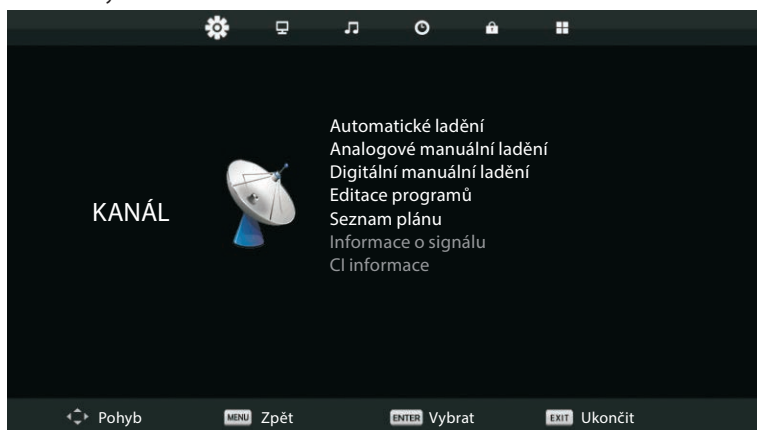 KANÁL
Automatické ladění
Analogové manuální ladění
Digitální manuální ladění
Editace programů
Seznam plánu
Informace o signálu
CI informace
Pohyb MENU Zpět ENTER Vybrat EXIT Ukončit